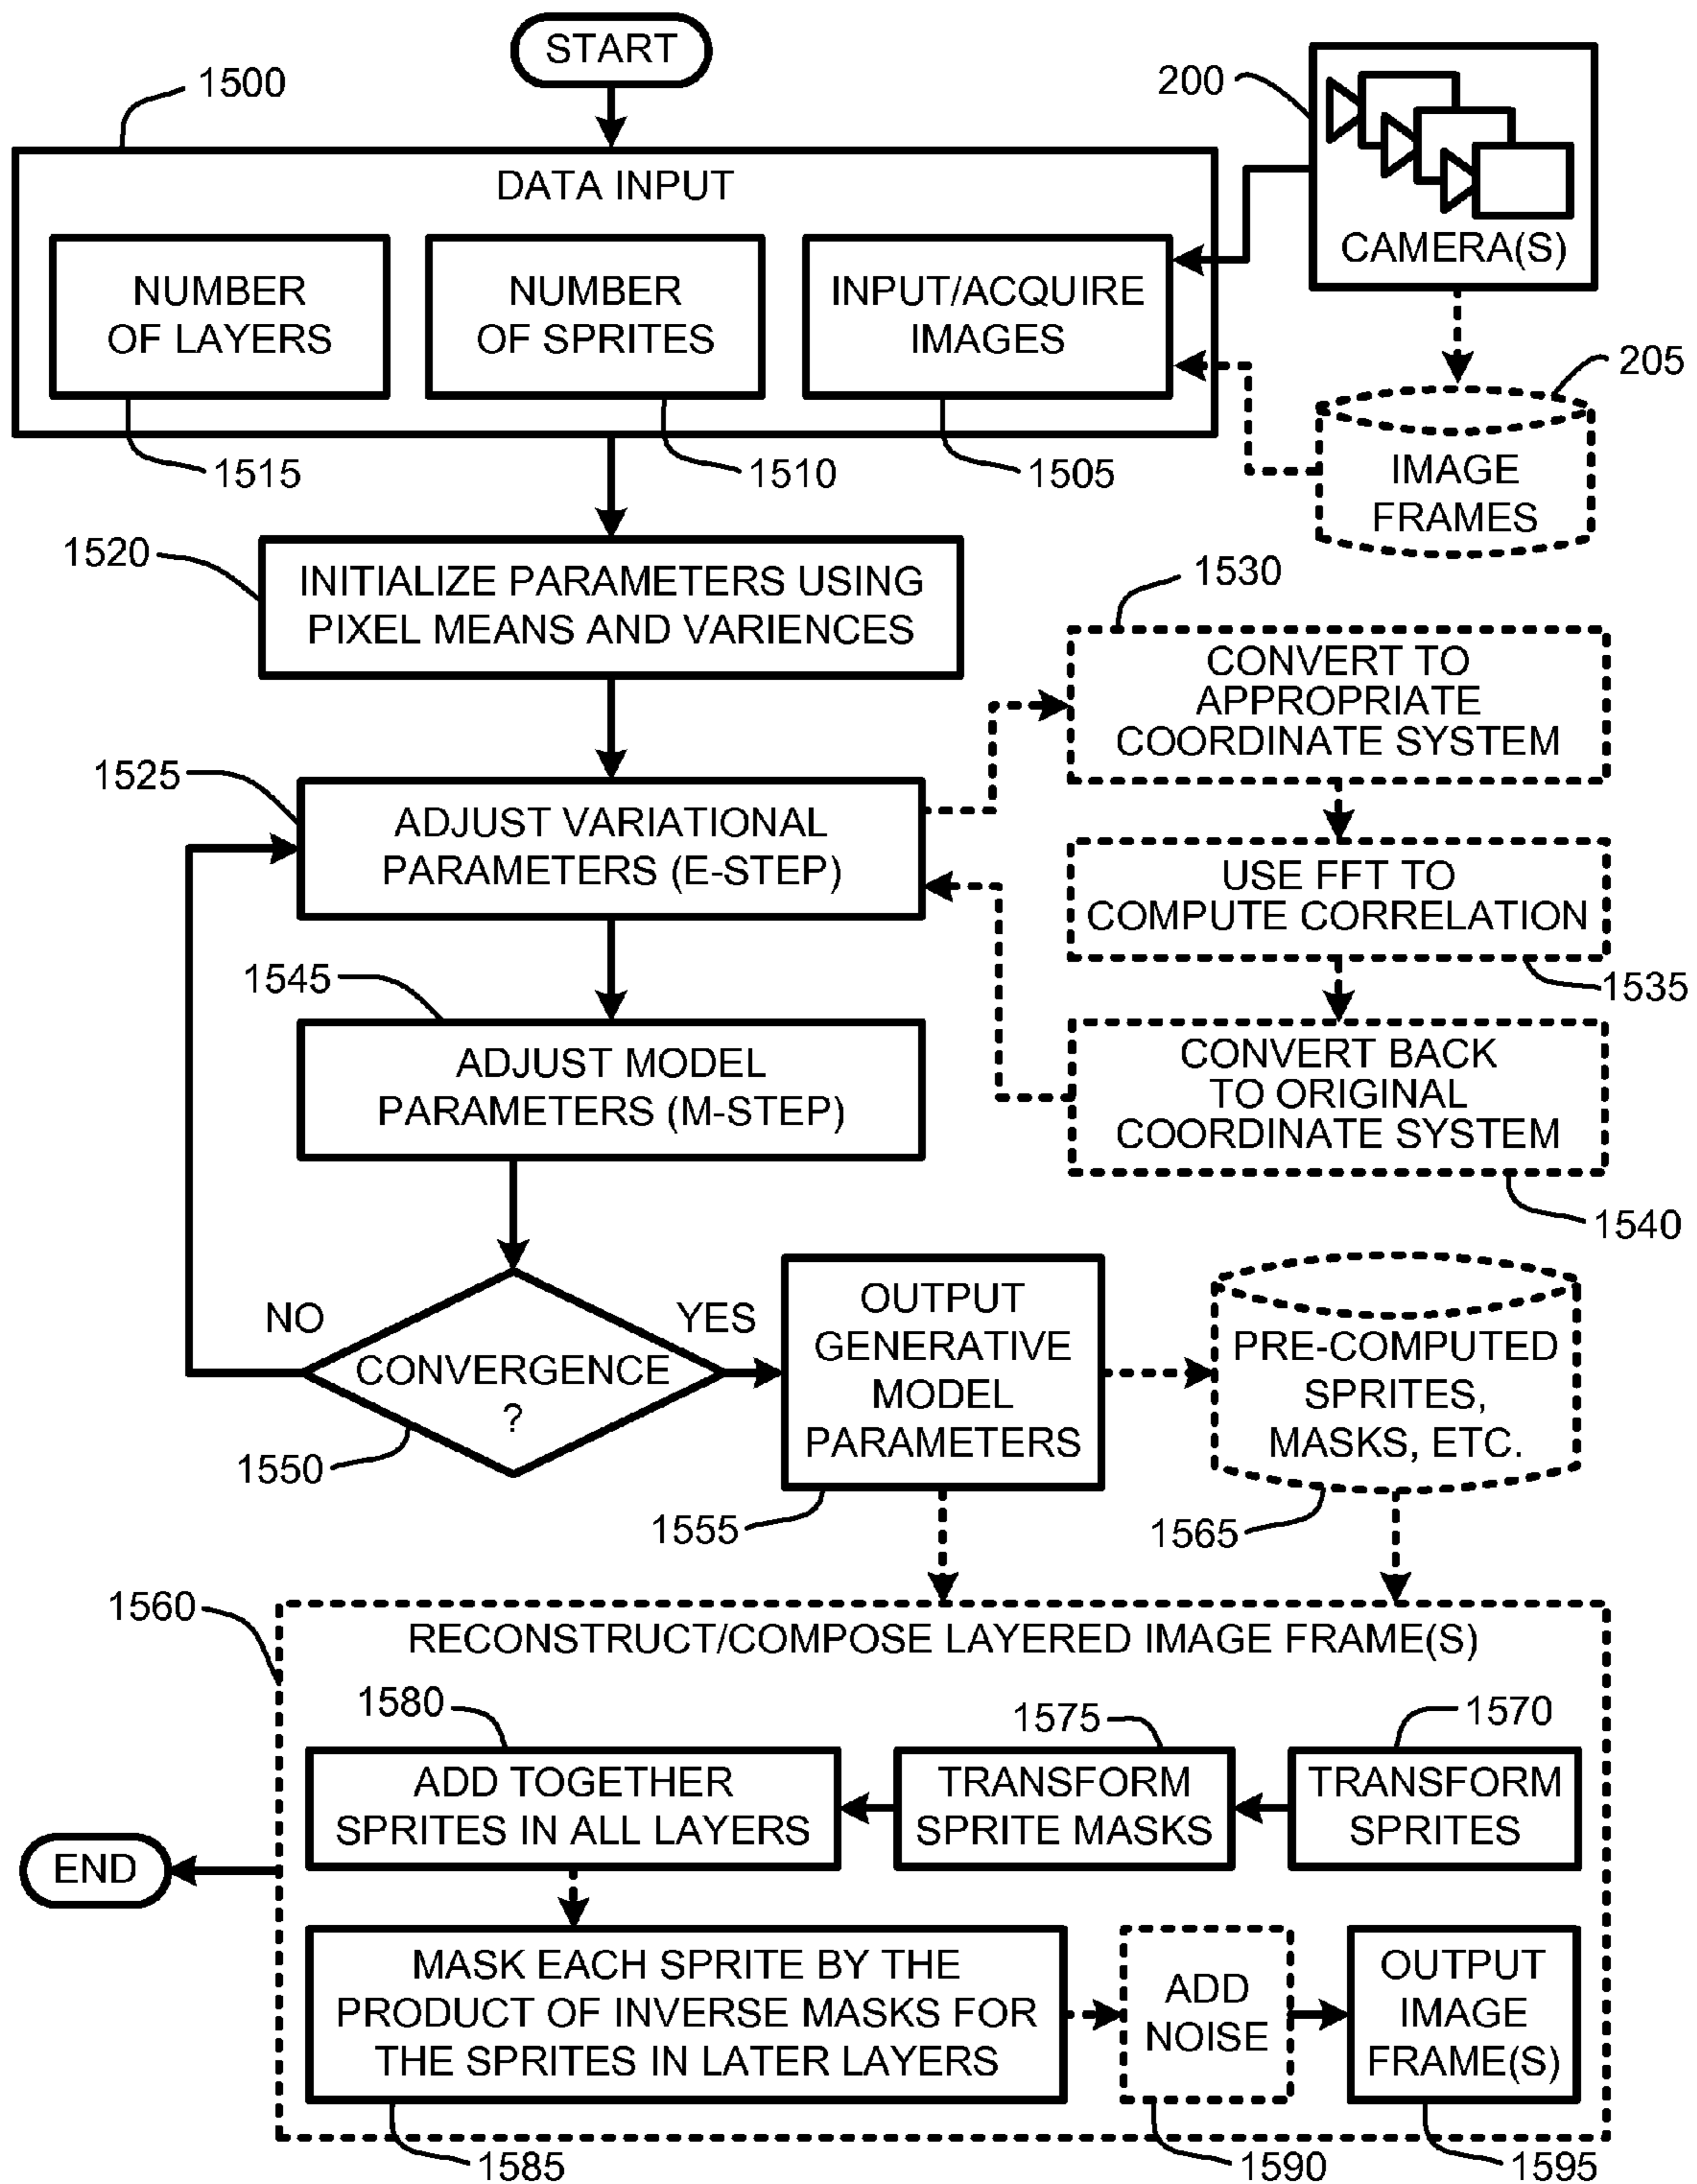 START
1500
200
DATA INPUT
CAMERA(S)
NUMBER
OF LAYERS
NUMBER
OF SPRITES
INPUT/ACQUIRE
IMAGES
205
1515
1510
1505
IMAGE
FRAMES
1520
INITIALIZE PARAMETERS USING
PIXEL MEANS AND VARIENCES
1530
CONVERT TO
APPROPRIATE
COORDINATE SYSTEM
1525
ADJUST VARIATIONAL
PARAMETERS (E-STEP)
USE FFT TO
COMPUTE CORRELATION
1535
1545
ADJUST MODEL
PARAMETERS (M-STEP)
CONVERT BACK
TO ORIGINAL
COORDINATE SYSTEM
1540
NO
YES
CONVERGENCE
?
1550
OUTPUT
GENERATIVE
MODEL
PARAMETERS
1555
PRE-COMPUTED
SPRITES,
MASKS, ETC.
1565
1560
RECONSTRUCT/COMPOSE LAYERED IMAGE FRAME(S)
1580
1575
1570
ADD TOGETHER
SPRITES IN ALL LAYERS
TRANSFORM
SPRITE MASKS
TRANSFORM
SPRITES
END
MASK EACH SPRITE BY THE
PRODUCT OF INVERSE MASKS FOR
THE SPRITES IN LATER LAYERS
ADD
NOISE
OUTPUT
IMAGE
FRAME(S)
1585
1590
1595